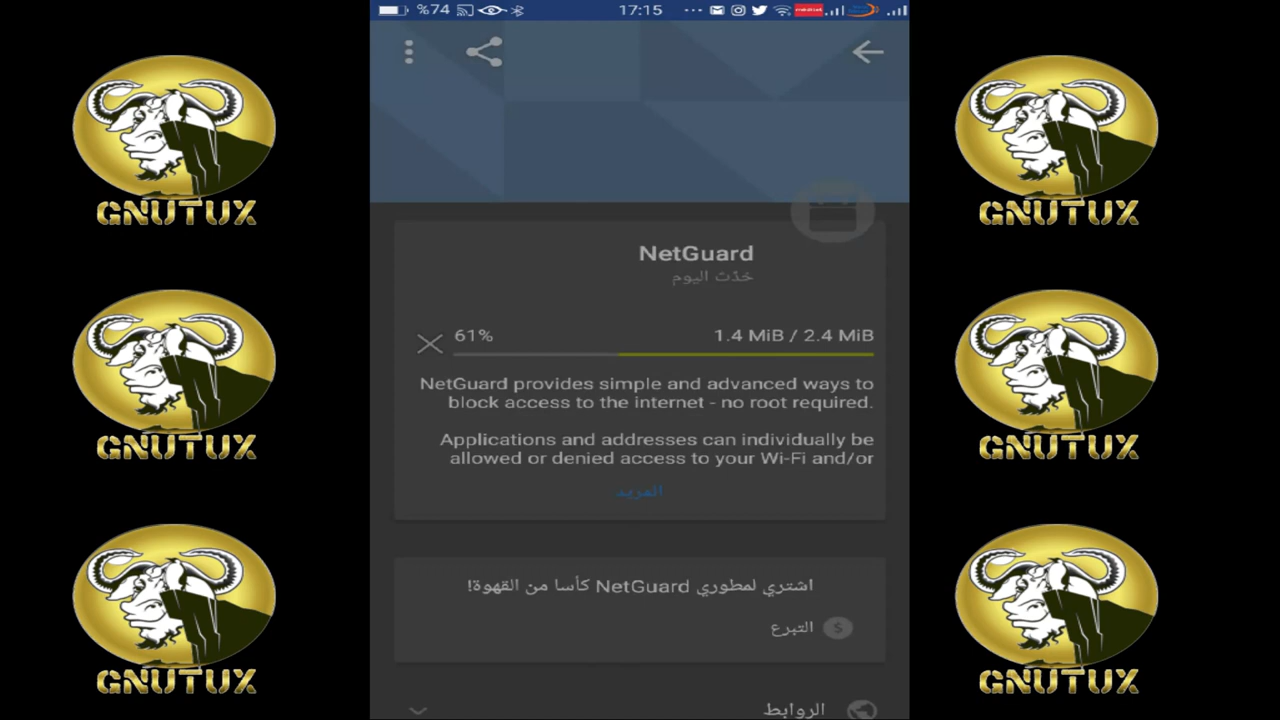 %74 17:15
NetGuard
حُدّث اليوم
61% 1.4 MiB / 2.4 MiB
NetGuard provides simple and advanced ways to
block access to the internet - no root required.
Applications and addresses can individually be
allowed or denied access to your Wi-Fi and/or
المزيد
اشتري لمطوري NetGuard كأسا من القهوة!
التبرع
الروابط
GNUTUX
GNUTUX
GNUTUX
GNUTUX
GNUTUX
GNUTUX